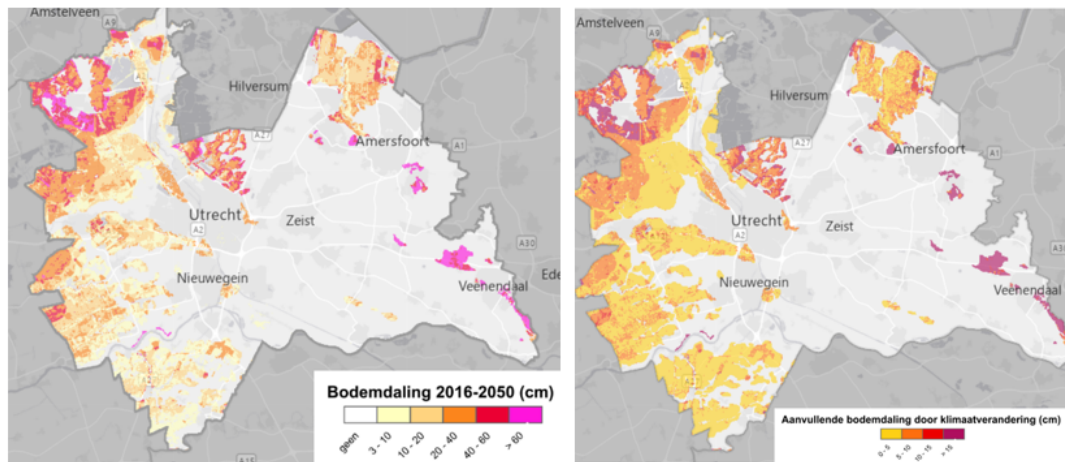 Amstelveen
A9
Hilversum
A27
Amersfoort
A1
Utrecht
A2
Zeist
A30
Ede
Nieuwegein
Veenendaal
A15
Bodemdaling 2016-2050 (cm)
geen
3 - 10
10 - 20
20 - 40
40 - 60
> 60
Amstelveen
A9
Hilversum
A27
Amersfoort
A1
Utrecht
A2
Zeist
A30
Nieuwegein
Veenendaal
Aanvullende bodemdaling door klimaatverandering (cm)
0 - 5
5 - 10
10 - 15
> 15